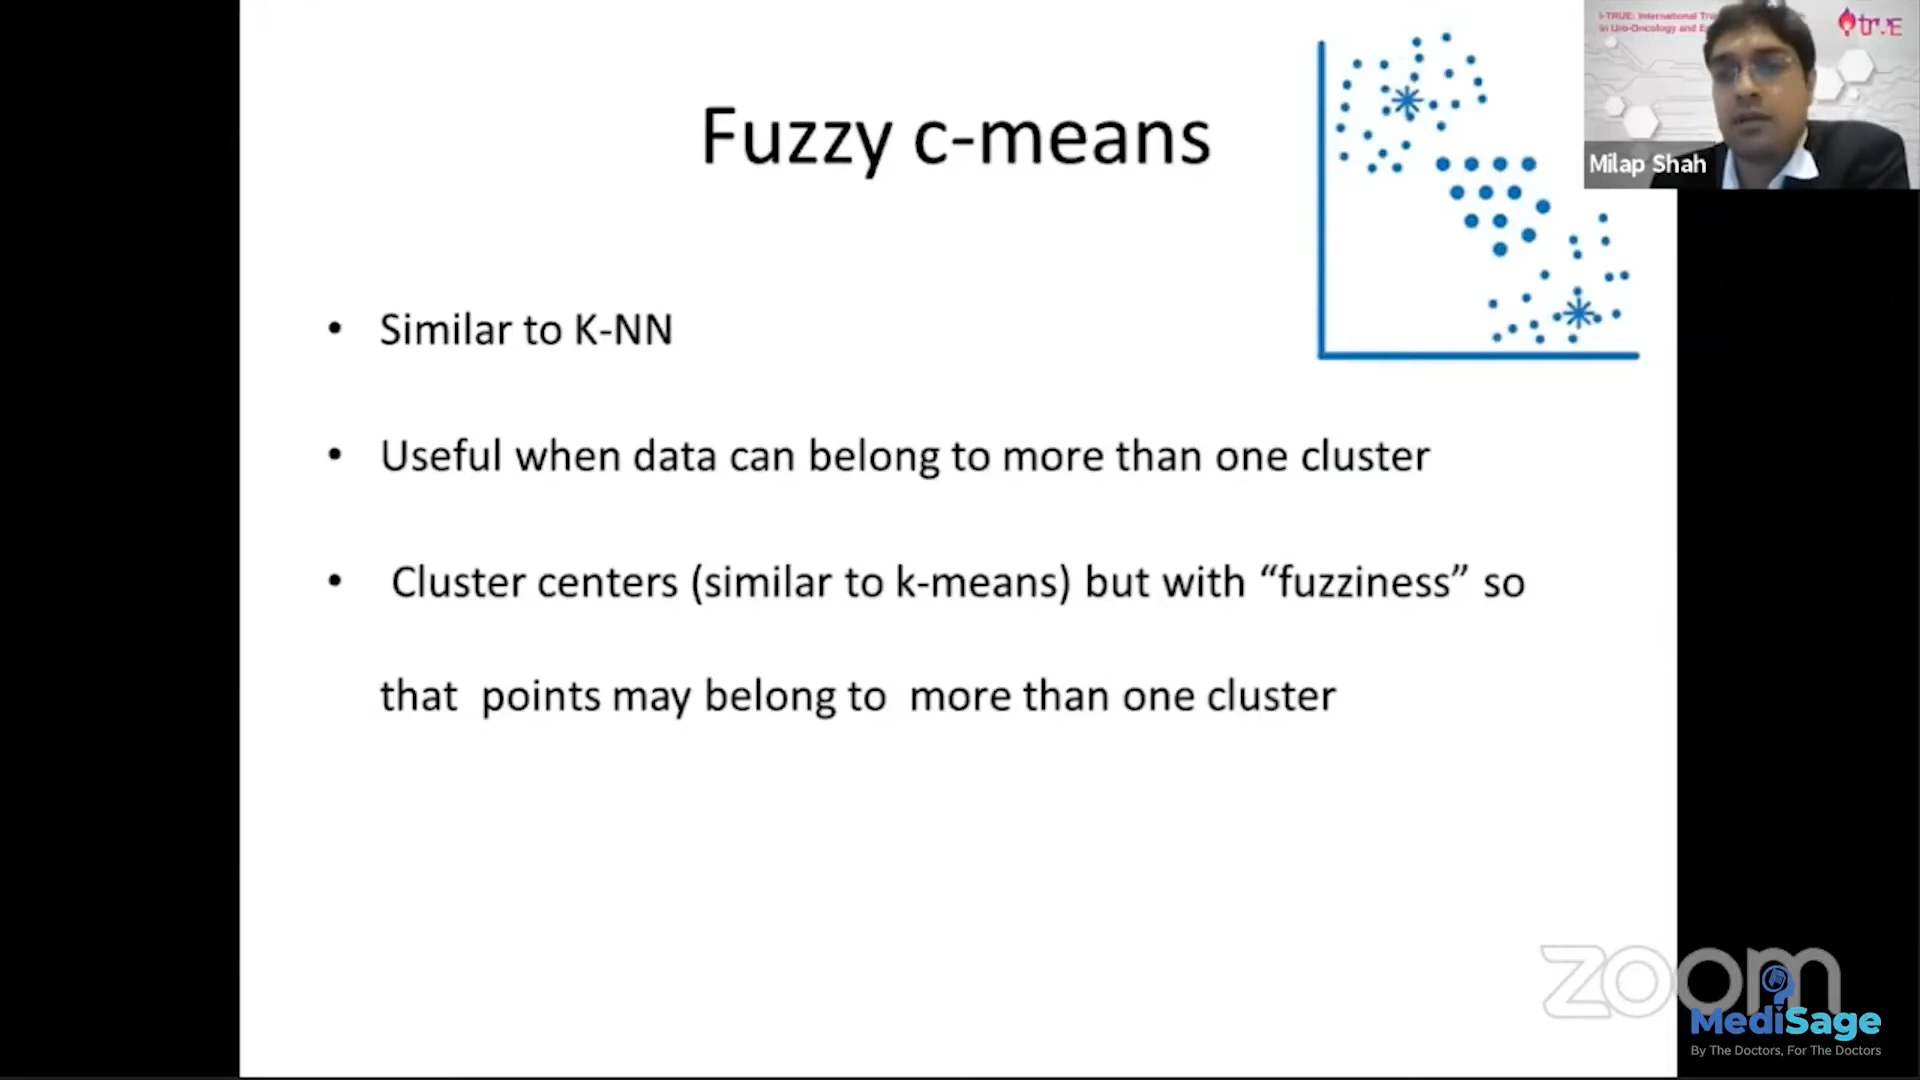 Fuzzy c-means
• Similar to K-NN
• Useful when data can belong to more than one cluster
• Cluster centers (similar to k-means) but with “fuzziness” so
that points may belong to more than one cluster
i-TRUE: International
in Uro-Oncology and
trUE
Milap Shah
zoom
MediSage
By The Doctors, For The Doctors